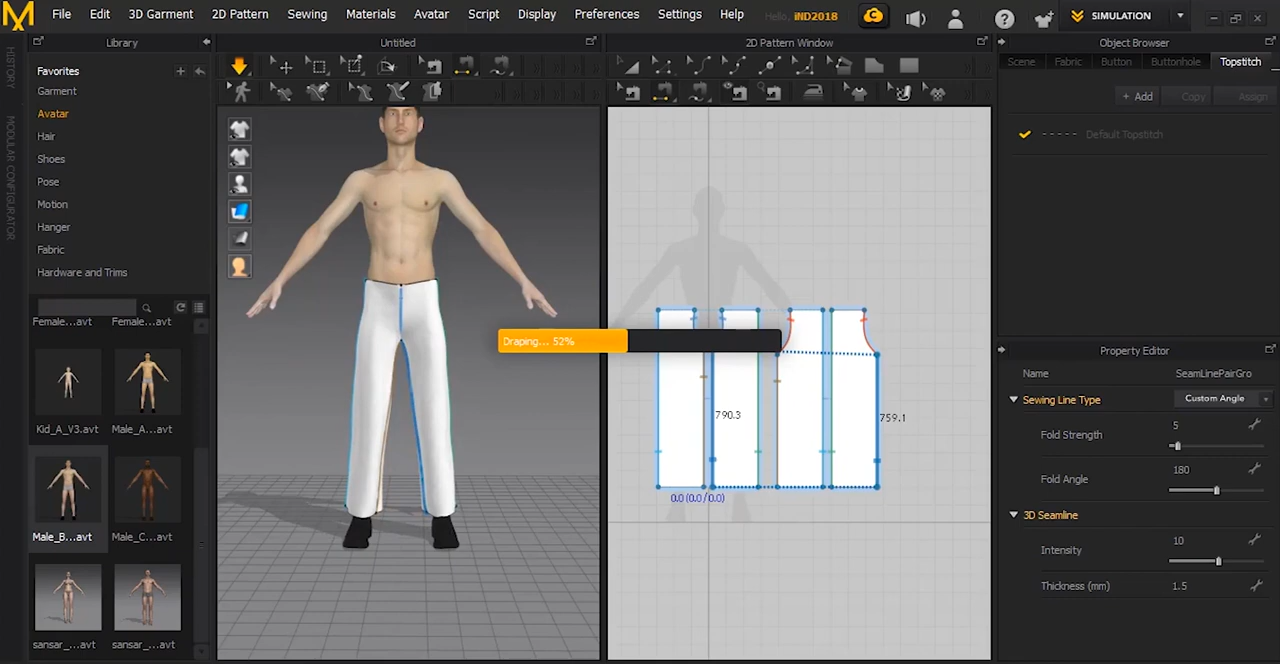 File Edit 3D Garment 2D Pattern Sewing Materials Avatar Script Display Preferences Settings Help Hello, iND2018 SIMULATION
Library Untitled 2D Pattern Window Object Browser
HISTORY
MODULAR CONFIGURATOR
Favorites
Garment
Avatar
Hair
Shoes
Pose
Motion
Hanger
Fabric
Hardware and Trims
Female...avt Female...avt
Kid_A_V3.avt Male_A...avt
Male_B...avt Male_C...avt
sansar_...avt sansar_...avt
Draping... 52%
790.3
759.1
0.0 (0.0 / 0.0)
Scene Fabric Button Buttonhole Topstitch
+ Add Copy Assign
Default Topstitch
Property Editor
Name SeamLinePairGro
Sewing Line Type Custom Angle
Fold Strength 5
Fold Angle 180
3D Seamline
Intensity 10
Thickness (mm) 1.5